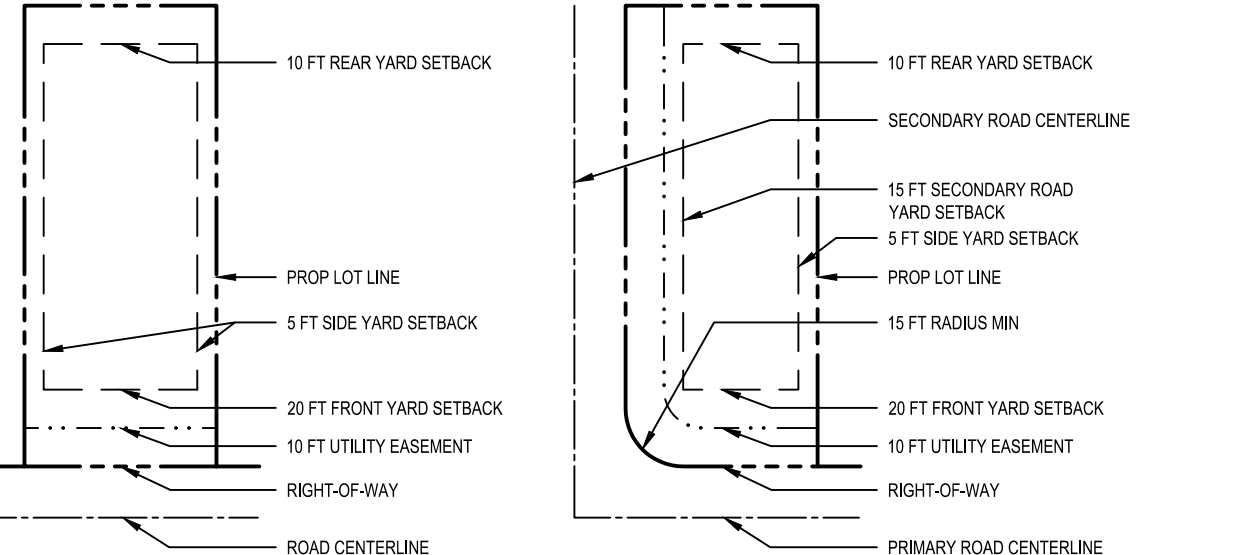 10 FT REAR YARD SETBACK
PROP LOT LINE
5 FT SIDE YARD SETBACK
20 FT FRONT YARD SETBACK
10 FT UTILITY EASEMENT
RIGHT-OF-WAY
ROAD CENTERLINE
10 FT REAR YARD SETBACK
SECONDARY ROAD CENTERLINE
15 FT SECONDARY ROAD
YARD SETBACK
5 FT SIDE YARD SETBACK
PROP LOT LINE
15 FT RADIUS MIN
20 FT FRONT YARD SETBACK
10 FT UTILITY EASEMENT
RIGHT-OF-WAY
PRIMARY ROAD CENTERLINE